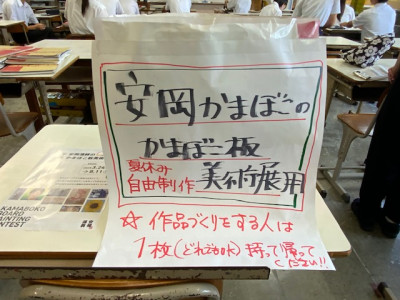 安岡かまぼこの
かまぼこ板
夏休み
自由制作
美術展用
☆ 作品づくりをする人は
1枚(どれでもOK) 持って帰って
ください!!
KAMABOKO
BOARD
PAINTING
CONTEST